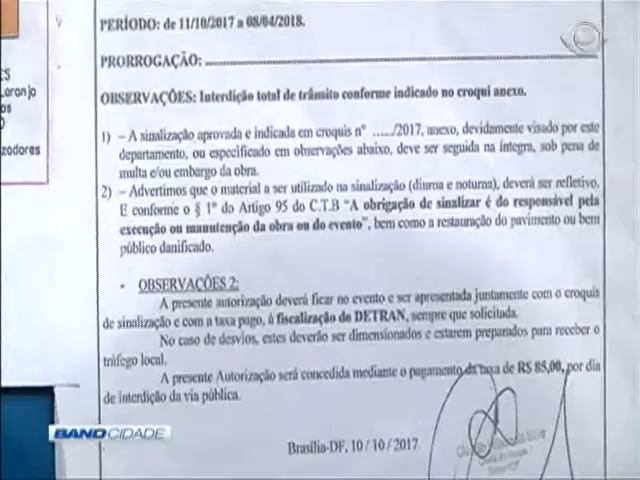 PERÍODO: de 11/10/2017 a 08/04/2018.
PRORROGAÇÃO:
OBSERVAÇÕES: Interdição total de trânsito conforme indicado no croqui anexo.
1) – A sinalização aprovada e indicada em croquis nº ...../2017, anexo, devidamente visado por este
departamento, ou especificado em observações abaixo, deve ser seguida na íntegra, sob pena de
multa e/ou embargo da obra.
2) – Advertimos que o material a ser utilizado na sinalização (diurna e noturna), deverá ser refletivo.
E conforme o § 1º do Artigo 95 do C.T.B “A obrigação de sinalizar é do responsável pela
execução ou manutenção da obra ou do evento”, bem como a restauração do pavimento ou bem
público danificado.
• OBSERVAÇÕES 2:
A presente autorização deverá ficar no evento e ser apresentada juntamente com o croquis
de sinalização e com a taxa pago, à fiscalização do DETRAN, sempre que solicitada.
No caso de desvios, estes deverão ser dimensionados e estarem preparados para receber o
tráfego local.
A presente Autorização será concedida mediante o pagamento da taxa de R$ 85,00, por dia
de interdição da via pública.
Brasília-DF, 10/10/2017.
BAND CIDADE